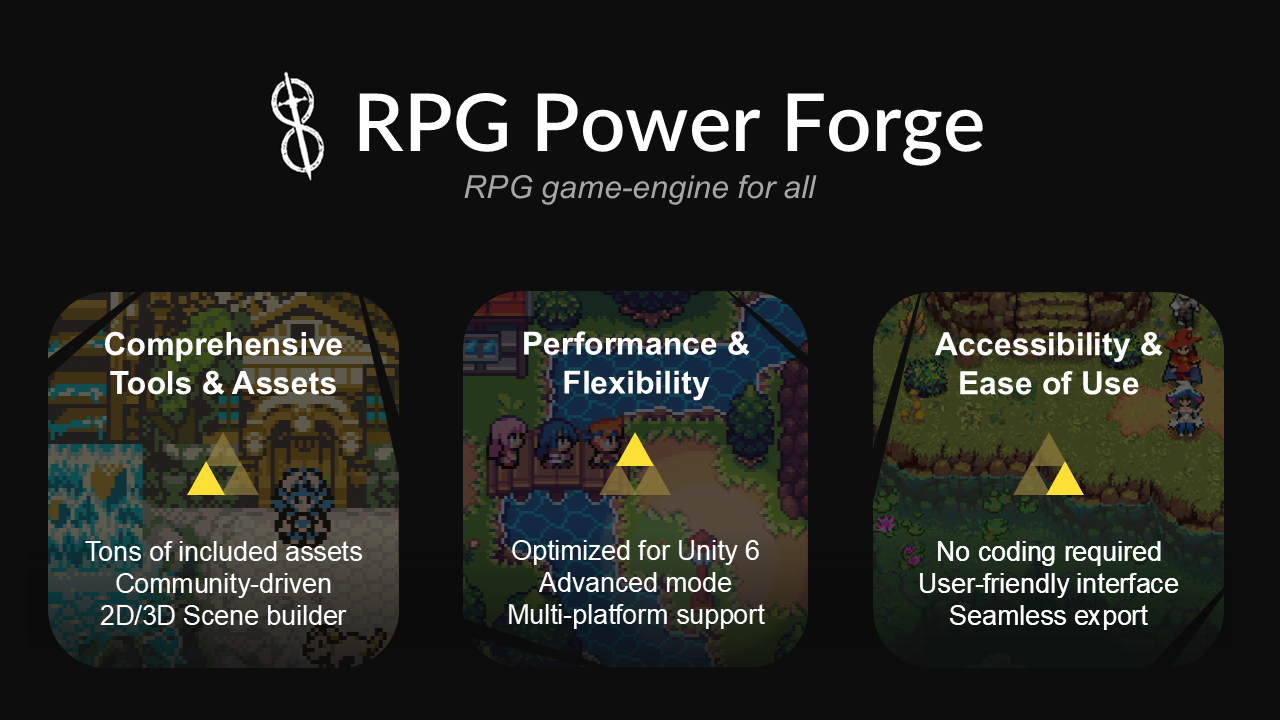 RPG Power Forge
RPG game-engine for all
Comprehensive
Tools & Assets
Tons of included assets
Community-driven
2D/3D Scene builder
Performance &
Flexibility
Optimized for Unity 6
Advanced mode
Multi-platform support
Accessibility &
Ease of Use
No coding required
User-friendly interface
Seamless export